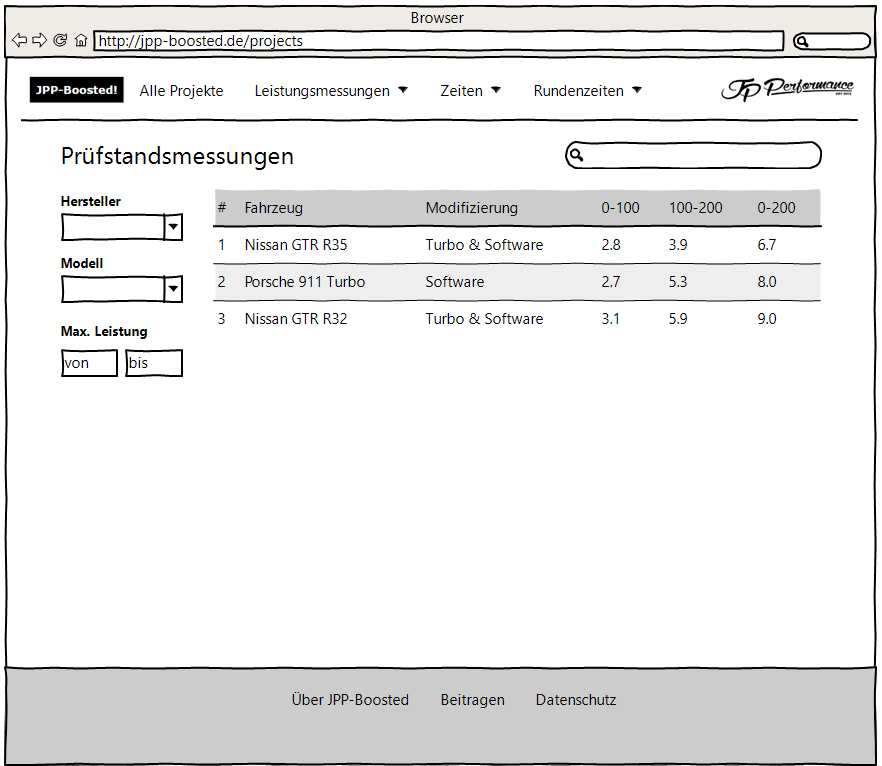 Browser
http://jpp-boosted.de/projects
JPP-Boosted! Alle Projekte Leistungsmessungen Zeiten Rundenzeiten JP Performance
EST 2002
Prüfstandsmessungen
Hersteller
Modell
Max. Leistung
von bis
# Fahrzeug Modifizierung 0-100 100-200 0-200
1 Nissan GTR R35 Turbo & Software 2.8 3.9 6.7
2 Porsche 911 Turbo Software 2.7 5.3 8.0
3 Nissan GTR R32 Turbo & Software 3.1 5.9 9.0
Über JPP-Boosted Beitragen Datenschutz